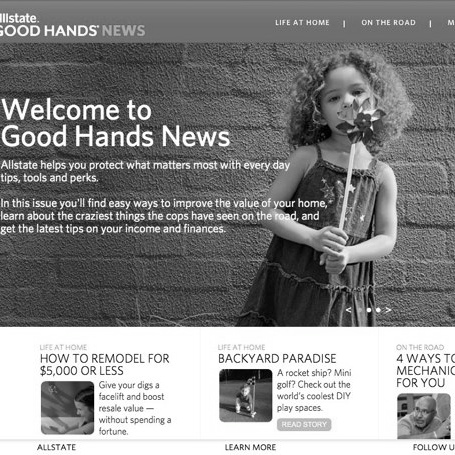 Allstate.
GOOD HANDS NEWS
LIFE AT HOME | ON THE ROAD | M
Welcome to
Good Hands News
Allstate helps you protect what matters most with every day
tips, tools and perks.
In this issue you'll find easy ways to improve the value of your home,
learn about the craziest things the cops have seen on the road, and
get the latest tips on your income and finances.
< >
LIFE AT HOME
HOW TO REMODEL FOR
$5,000 OR LESS
Give your digs a
facelift and boost
resale value —
without spending a
fortune.
LIFE AT HOME
BACKYARD PARADISE
A rocket ship? Mini
golf? Check out the
world's coolest DIY
play spaces.
READ STORY
ON THE ROAD
4 WAYS TO
MECHANIC
FOR YOU
ALLSTATE
LEARN MORE
FOLLOW U